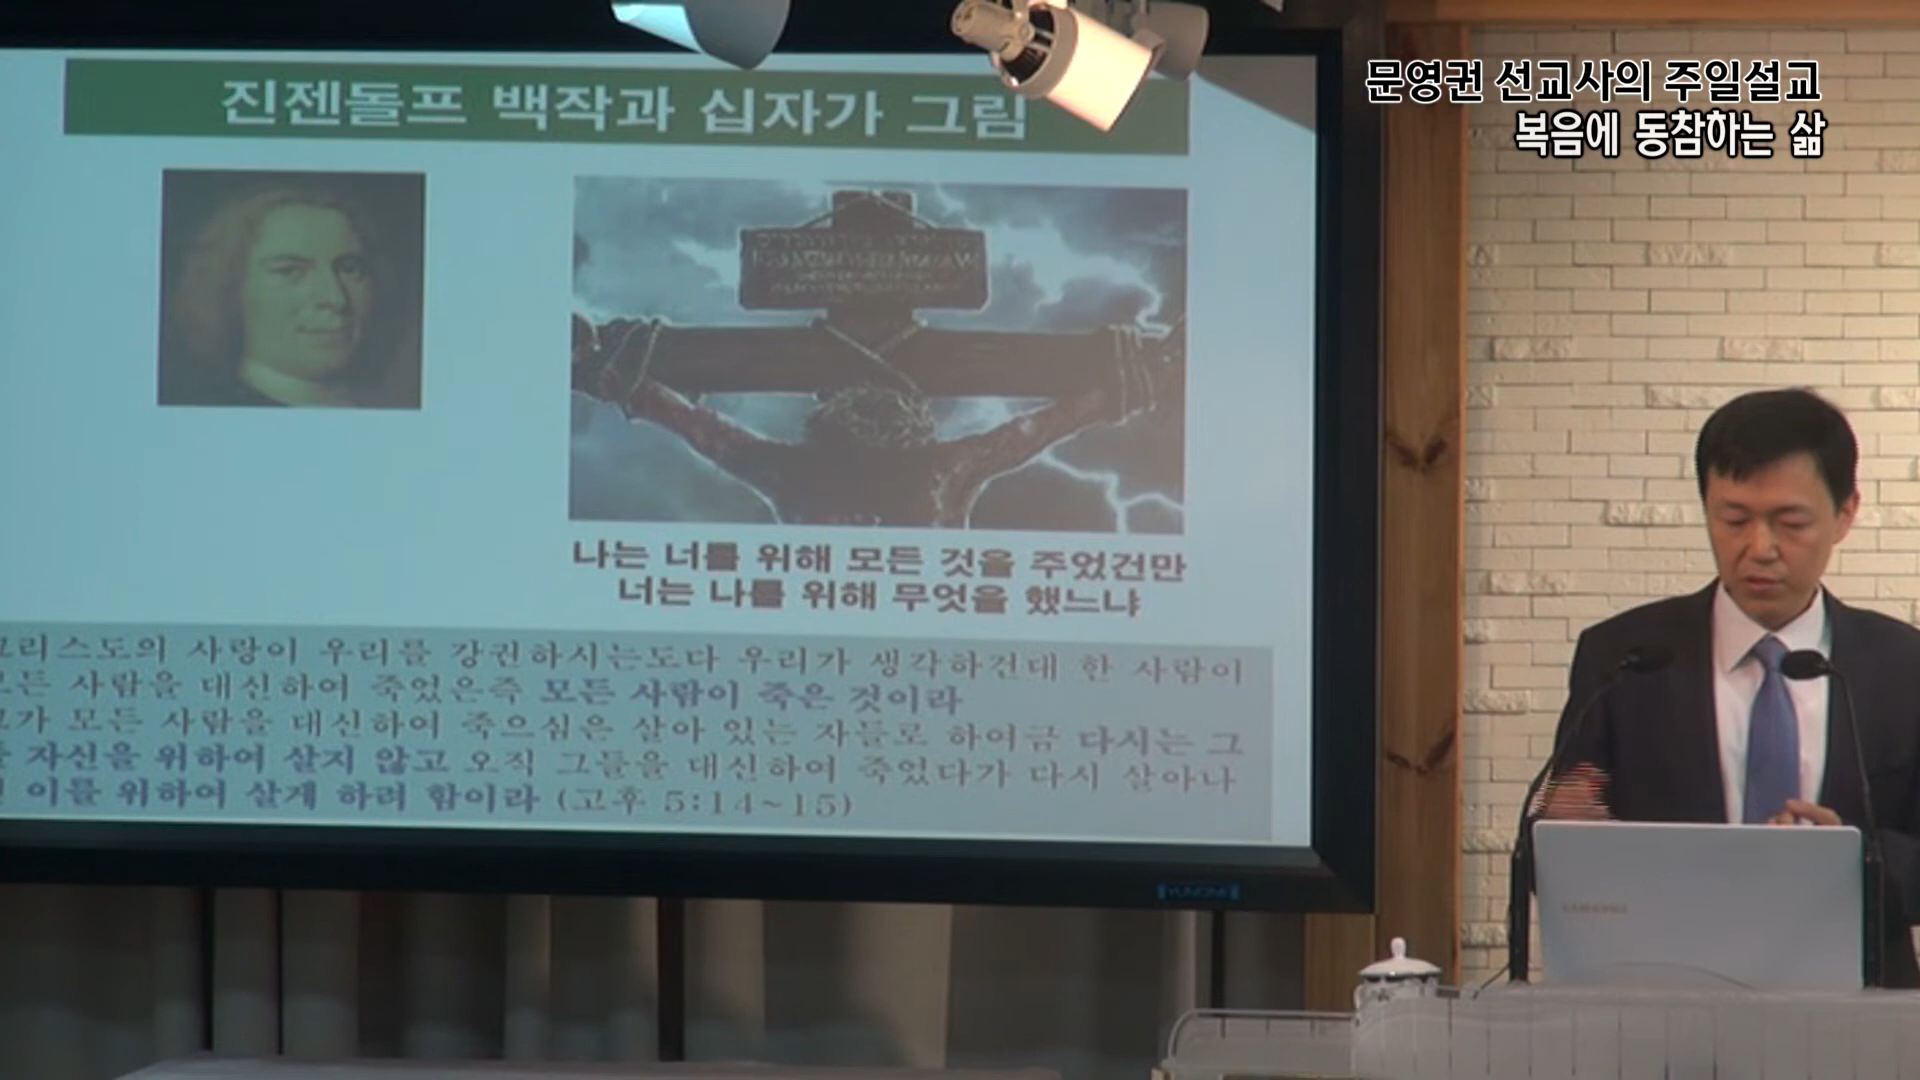 진젠돌프 백작과 십자가 그림
문영권 선교사의 주일설교
복음에 동참하는 삶
나는 너를 위해 모든 것을 주었건만
너는 나를 위해 무엇을 했느냐
그리스도의 사랑이 우리를 강권하시는도다 우리가 생각하건대 한 사람이
모든 사람을 대신하여 죽었은즉 모든 사람이 죽은 것이라
그가 모든 사람을 대신하여 죽으심은 살아 있는 자들로 하여금 다시는 그
들 자신을 위하여 살지 않고 오직 그들을 대신하여 죽었다가 다시 살아나
신 이를 위하여 살게 하려 함이라 (고후 5:14~15)
SAMSUNG